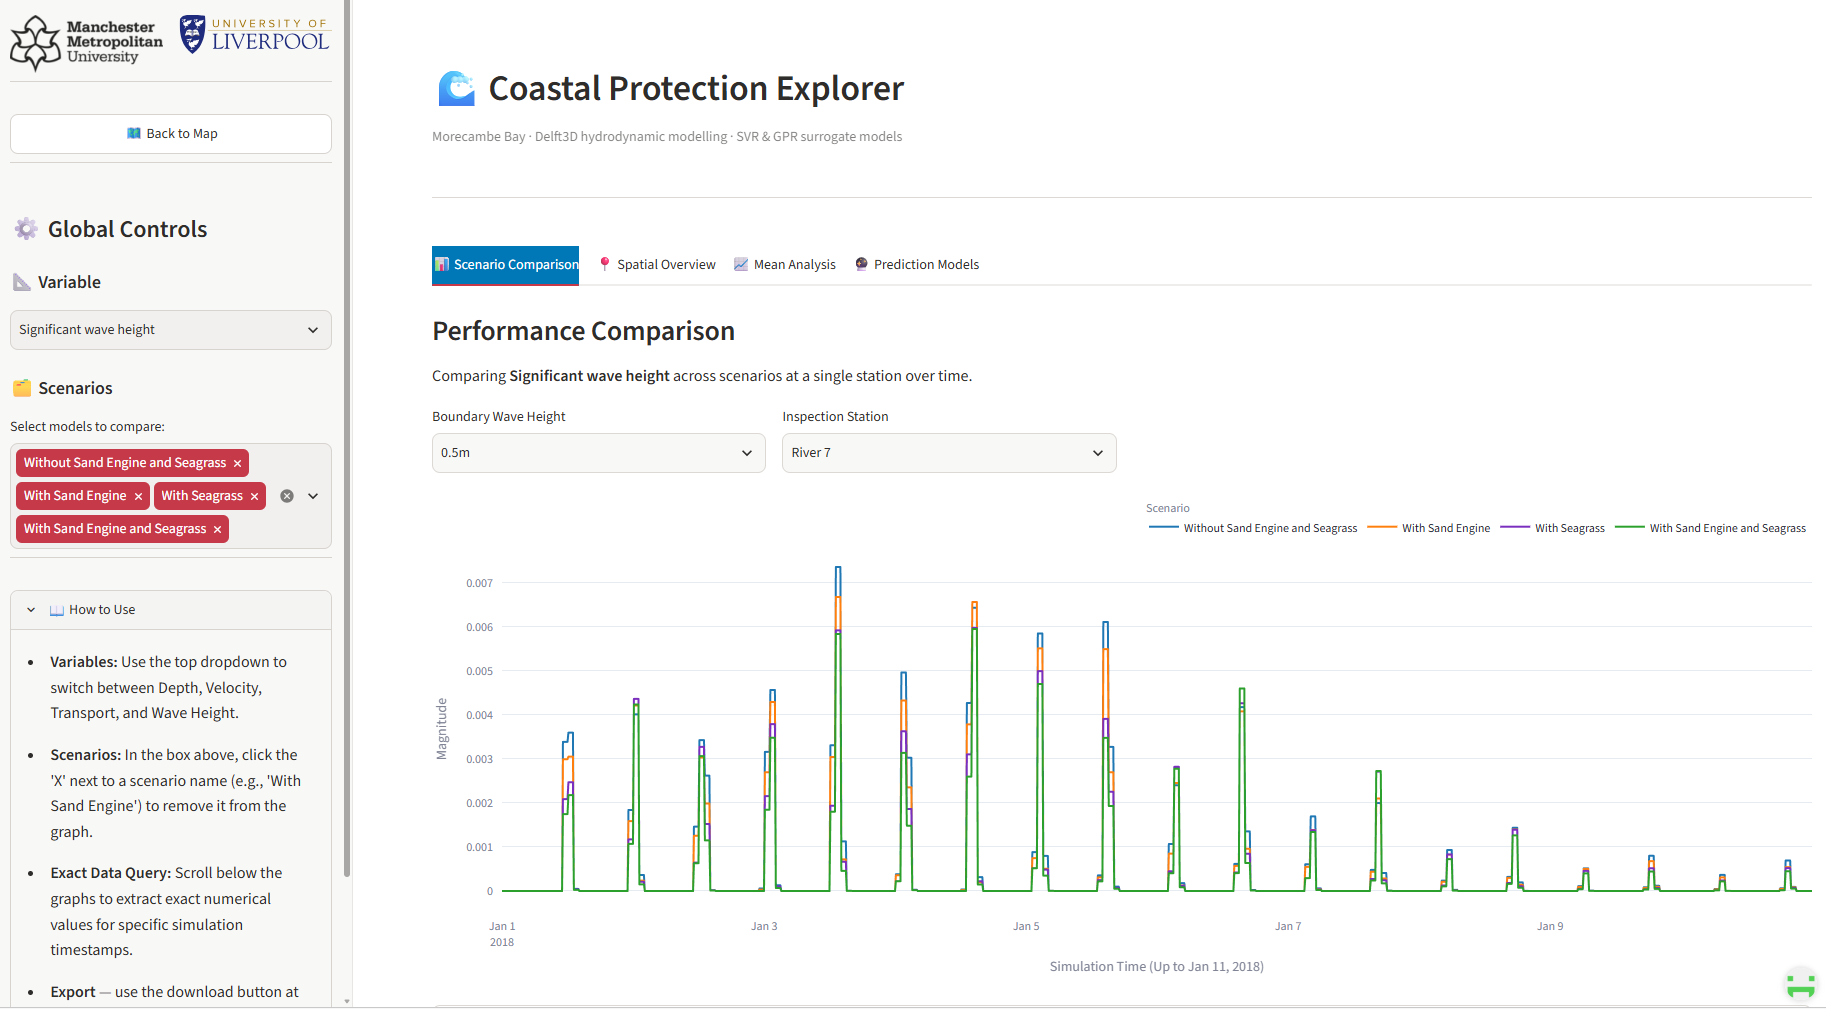 Manchester
Metropolitan
University
UNIVERSITY OF
LIVERPOOL
Back to Map
Global Controls
Variable
Significant wave height
Scenarios
Select models to compare:
Without Sand Engine and Seagrass ×
With Sand Engine × With Seagrass ×
With Sand Engine and Seagrass ×
How to Use
• Variables: Use the top dropdown to
switch between Depth, Velocity,
Transport, and Wave Height.
• Scenarios: In the box above, click the
'X' next to a scenario name (e.g., 'With
Sand Engine') to remove it from the
graph.
• Exact Data Query: Scroll below the
graphs to extract exact numerical
values for specific simulation
timestamps.
• Export — use the download button at
Coastal Protection Explorer
Morecambe Bay · Delft3D hydrodynamic modelling · SVR & GPR surrogate models
Scenario Comparison Spatial Overview Mean Analysis Prediction Models
Performance Comparison
Comparing Significant wave height across scenarios at a single station over time.
Boundary Wave Height Inspection Station
0.5m River 7
Scenario
Without Sand Engine and Seagrass With Sand Engine With Seagrass With Sand Engine and Seagrass
Magnitude
0.007
0.006
0.005
0.004
0.003
0.002
0.001
0
Jan 1 Jan 3 Jan 5 Jan 7 Jan 9
2018
Simulation Time (Up to Jan 11, 2018)